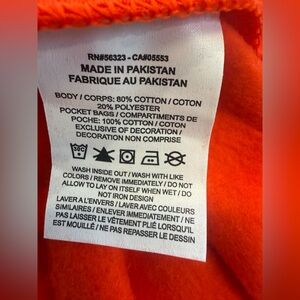 RN#56323 - CA#05553
MADE IN PAKISTAN
FABRIQUE AU PAKISTAN
BODY / CORPS: 80% COTTON / COTON
20% POLYESTER
POCKET BAGS / COMPARTIMENTS DE
POCHE: 100% COTTON / COTON
EXCLUSIVE OF DECORATION /
DECORATION NON COMPRISE
WASH INSIDE OUT / WASH WITH LIKE
COLORS / REMOVE IMMEDIATELY / DO NOT
ALLOW TO LAY ON ITSELF WHEN WET / DO
NOT IRON DESIGN
LAVER A L'ENVERS / LAVER AVEC COULEURS
SIMILAIRES / ENLEVER IMMEDIATEMENT / NE
PAS LAISSER LE VÊTEMENT PLIÉ LORSQU'IL
EST MOUILLÉ / NE PAS REPASSER LE DESSIN